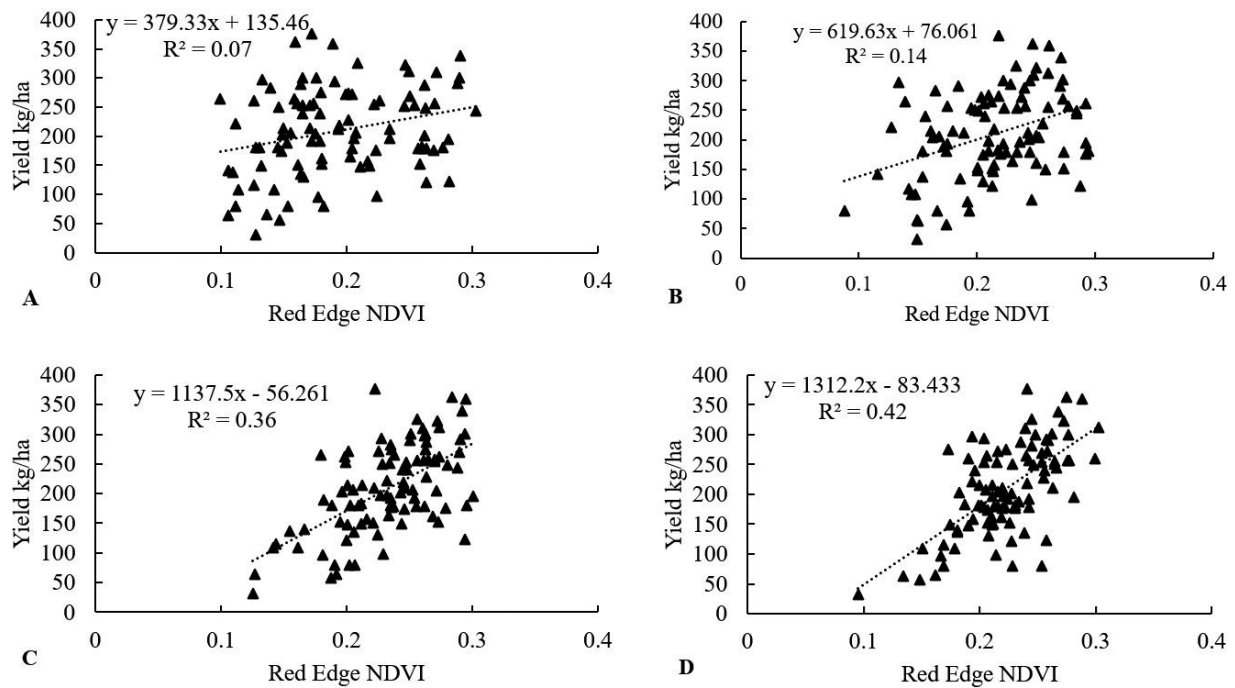 y = 379.33x + 135.46
R² = 0.07
Yield kg/ha
400
350
300
250
200
150
100
50
0
0 0.1 0.2 0.3 0.4
Red Edge NDVI
A
y = 619.63x + 76.061
R² = 0.14
Yield kg/ha
400
350
300
250
200
150
100
50
0
0 0.1 0.2 0.3 0.4
Red Edge NDVI
B
y = 1137.5x - 56.261
R² = 0.36
Yield kg/ha
400
350
300
250
200
150
100
50
0
0 0.1 0.2 0.3 0.4
Red Edge NDVI
C
y = 1312.2x - 83.433
R² = 0.42
Yield kg/ha
400
350
300
250
200
150
100
50
0
0 0.1 0.2 0.3 0.4
Red Edge NDVI
D